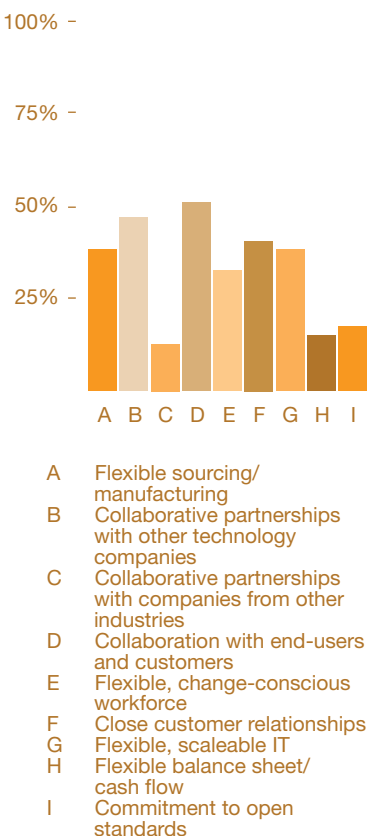 100%
75%
50%
25%
A B C D E F G H I
A Flexible sourcing/
manufacturing
B Collaborative partnerships
with other technology
companies
C Collaborative partnerships
with companies from other
industries
D Collaboration with end-users
and customers
E Flexible, change-conscious
workforce
F Close customer relationships
G Flexible, scaleable IT
H Flexible balance sheet/
cash flow
I Commitment to open
standards